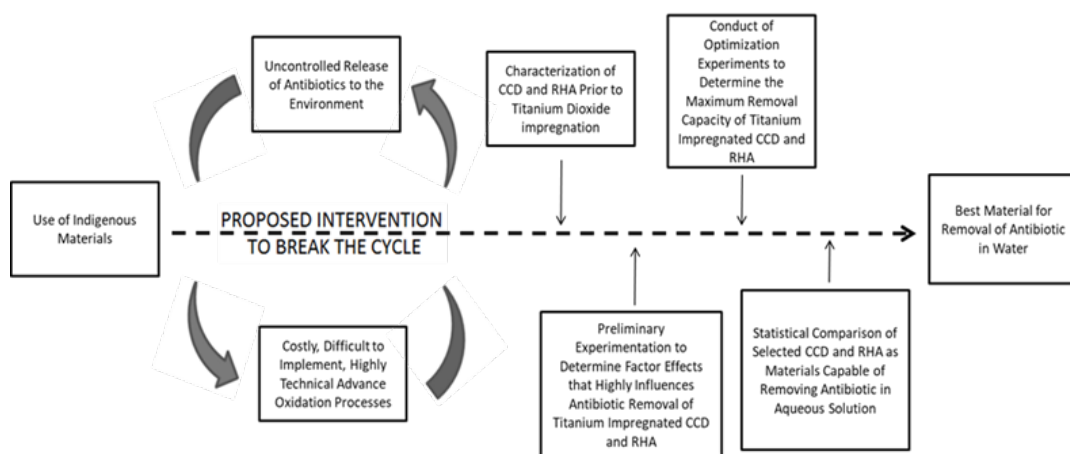 Uncontrolled Release
of Antibiotics to the
Environment
Characterization of
CCD and RHA Prior to
Titanium Dioxide
impregnation
Conduct of
Optimization
Experiments to
Determine the
Maximum Removal
Capacity of Titanium
Impregnated CCD and
RHA
Use of Indigenous
Materials
PROPOSED INTERVENTION
TO BREAK THE CYCLE
Best Material for
Removal of Antibiotic
in Water
Costly, Difficult to
Implement, Highly
Technical Advance
Oxidation Processes
Preliminary
Experimentation to
Determine Factor Effects
that Highly Influences
Antibiotic Removal of
Titanium Impregnated CCD
and RHA
Statistical Comparison of
Selected CCD and RHA as
Materials Capable of
Removing Antibiotic in
Aqueous Solution